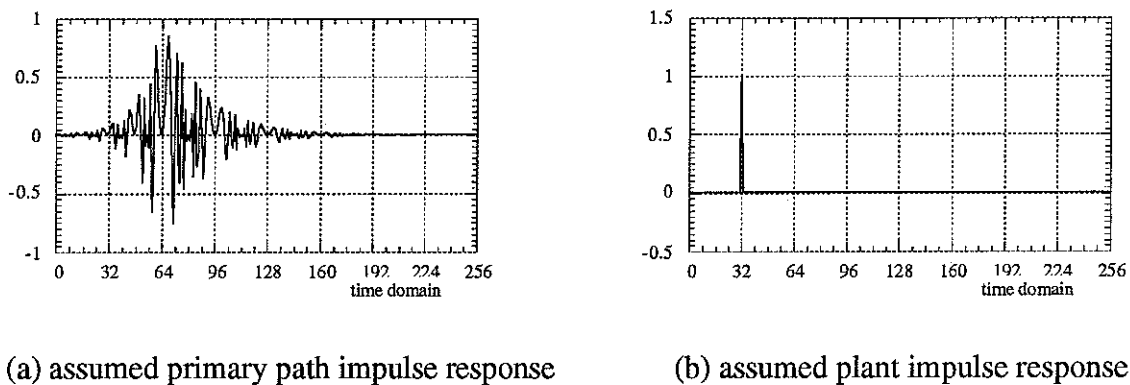 1
0.5
0
-0.5
-1
0 32 64 96 128 160 192 224 256
time domain
1.5
1
0.5
0
-0.5
0 32 64 96 128 160 192 224 256
time domain
(a) assumed primary path impulse response
(b) assumed plant impulse response